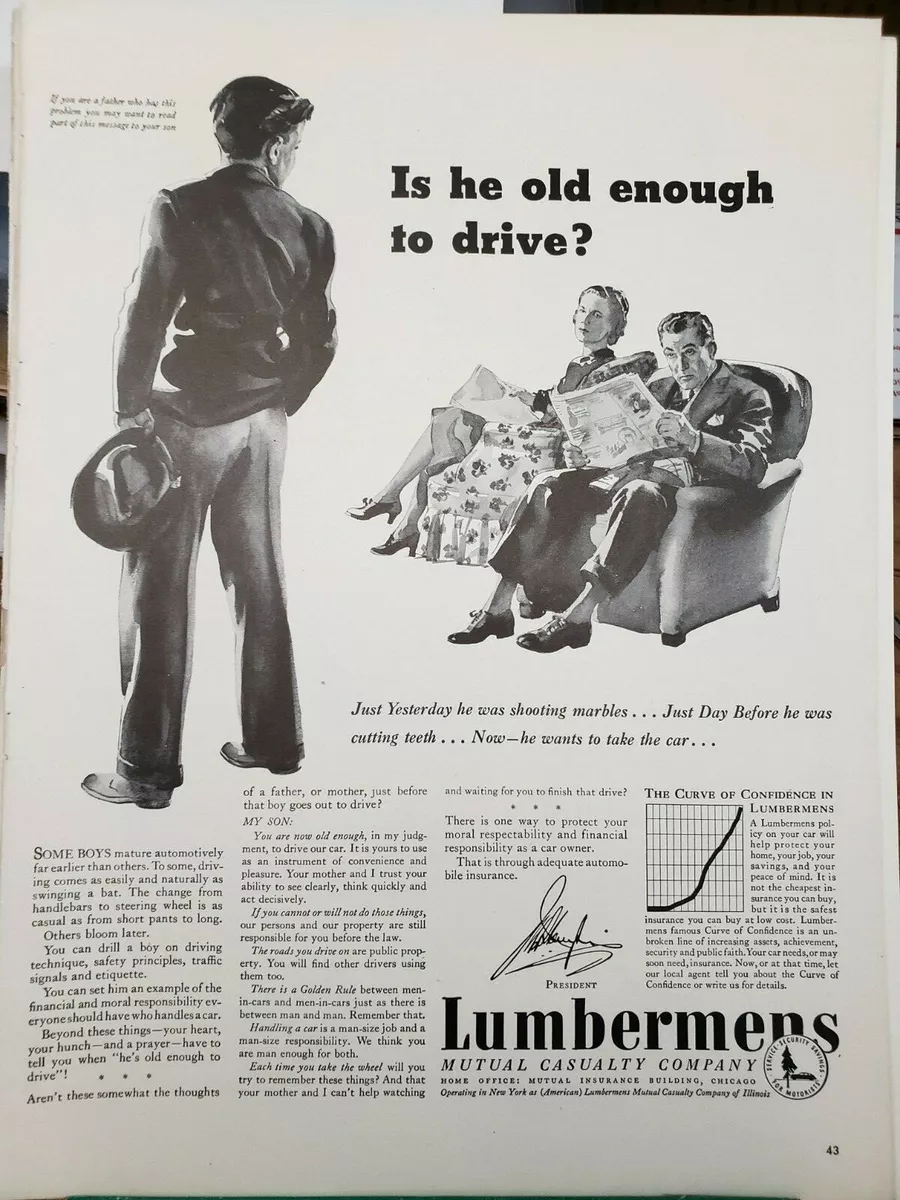 If you are a father who has this
problem you may want to read
part of this message to your son
Is he old enough
to drive?
Just Yesterday he was shooting marbles . . . Just Day Before he was
cutting teeth . . . Now—he wants to take the car . . .
SOME BOYS mature automotively
far earlier than others. To some, driv-
ing comes as easily and naturally as
swinging a bat. The change from
handlebars to steering wheel is as
casual as from short pants to long.
Others bloom later.
You can drill a boy on driving
technique, safety principles, traffic
signals and etiquette.
You can set him an example of the
financial and moral responsibility ev-
eryone should have who handles a car.
Beyond these things—your heart,
your hunch—and a prayer—have to
tell you when "he's old enough to
drive"!
* * *
Aren't these somewhat the thoughts
of a father, or mother, just before
that boy goes out to drive?
MY SON:
You are now old enough, in my judg-
ment, to drive our car. It is yours to use
as an instrument of convenience and
pleasure. Your mother and I trust your
ability to see clearly, think quickly and
act decisively.
If you cannot or will not do those things,
our persons and our property are still
responsible for you before the law.
The roads you drive on are public prop-
erty. You will find other drivers using
them too.
There is a Golden Rule between men-
in-cars and men-in-cars just as there is
between man and man. Remember that.
Handling a car is a man-size job and a
man-size responsibility. We think you
are man enough for both.
Each time you take the wheel will you
try to remember these things? And that
your mother and I can't help watching
and waiting for you to finish that drive?
* * *
There is one way to protect your
moral respectability and financial
responsibility as a car owner.
That is through adequate automo-
bile insurance.
PRESIDENT
THE CURVE OF CONFIDENCE IN
LUMBERMENS
A Lumbermens pol-
icy on your car will
help protect your
home, your job, your
savings, and your
peace of mind. It is
not the cheapest in-
surance you can buy,
but it is the safest
insurance you can buy at low cost. Lumber-
mens famous Curve of Confidence is an un-
broken line of increasing assets, achievement,
security and public faith. Your car needs, or may
soon need, insurance. Now, or at that time, let
our local agent tell you about the Curve of
Confidence or write us for details.
Lumbermens
MUTUAL CASUALTY COMPANY
HOME OFFICE: MUTUAL INSURANCE BUILDING, CHICAGO
Operating in New York as (American) Lumbermens Mutual Casualty Company of Illinois
SERVICE · SECURITY · SAVINGS
FOR MOTORISTS
43